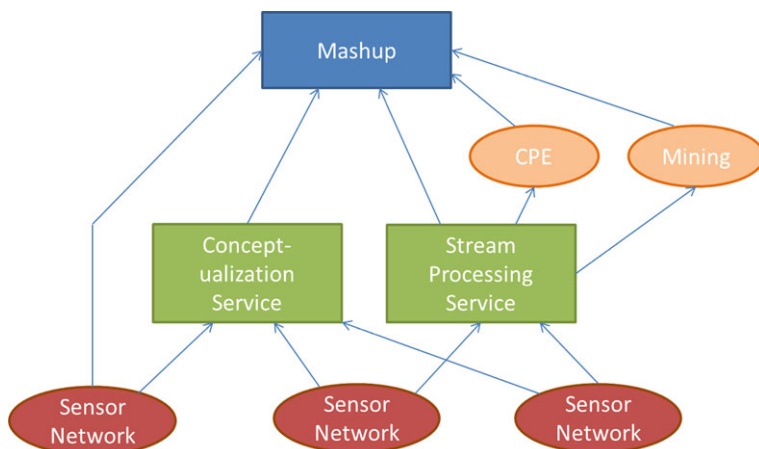 Mashup
CPE
Mining
Concept-
ualization
Service
Stream
Processing
Service
Sensor
Network
Sensor
Network
Sensor
Network